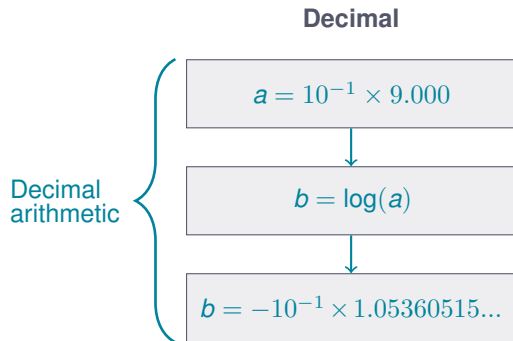 Decimal
a = 10⁻¹ × 9.000
Decimal
arithmetic
b = log(a)
b = −10⁻¹ × 1.05360515...